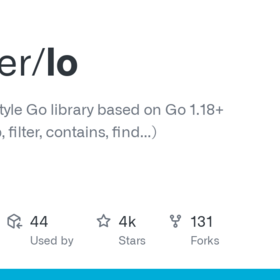 er/lo
tyle Go library based on Go 1.18+
, filter, contains, find...)
44
4k
131
Used by
Stars
Forks